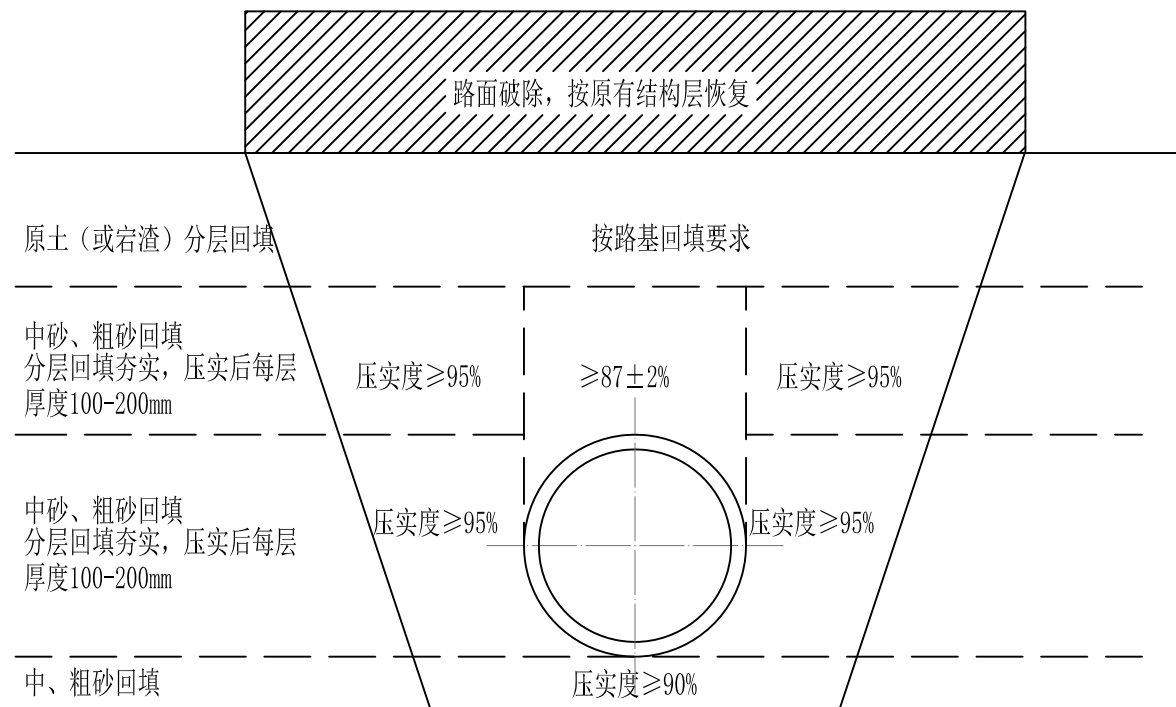 路面破除，按原有结构层恢复
原土（或宕渣）分层回填
按路基回填要求
中砂、粗砂回填
分层回填夯实，压实后每层
厚度100-200mm
压实度≥95%
≥87±2%
压实度≥95%
中砂、粗砂回填
分层回填夯实，压实后每层
厚度100-200mm
压实度≥95%
压实度≥95%
中、粗砂回填
压实度≥90%